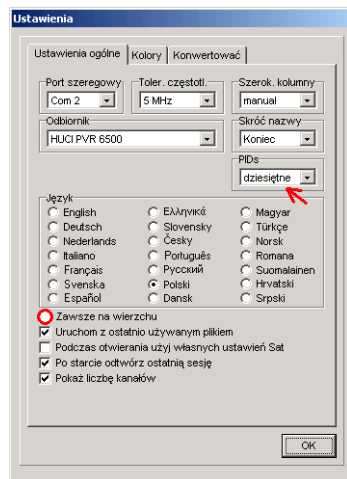 Ustawienia
Ustawienia ogólne Kolory Konwertować
Port szeregowy Toler. częstotl. Szerok. kolumny
Com 2 5 MHz manual
Odbiornik Skróć nazwy
HUCI PVR 6500 Koniec
PIDs
dziesiętne
Język
English Ελληνικά Magyar
Deutsch Slovensky Türkçe
Nederlands Česky Norsk
Italiano Português Romana
Français Русский Suomalainen
Svenska Polski Hrvatski
Español Dansk Srpski
Zawsze na wierzchu
Uruchom z ostatnio używanym plikiem
Podczas otwierania użyj własnych ustawień Sat
Po starcie odtwórz ostatnią sesję
Pokaż liczbę kanałów
OK